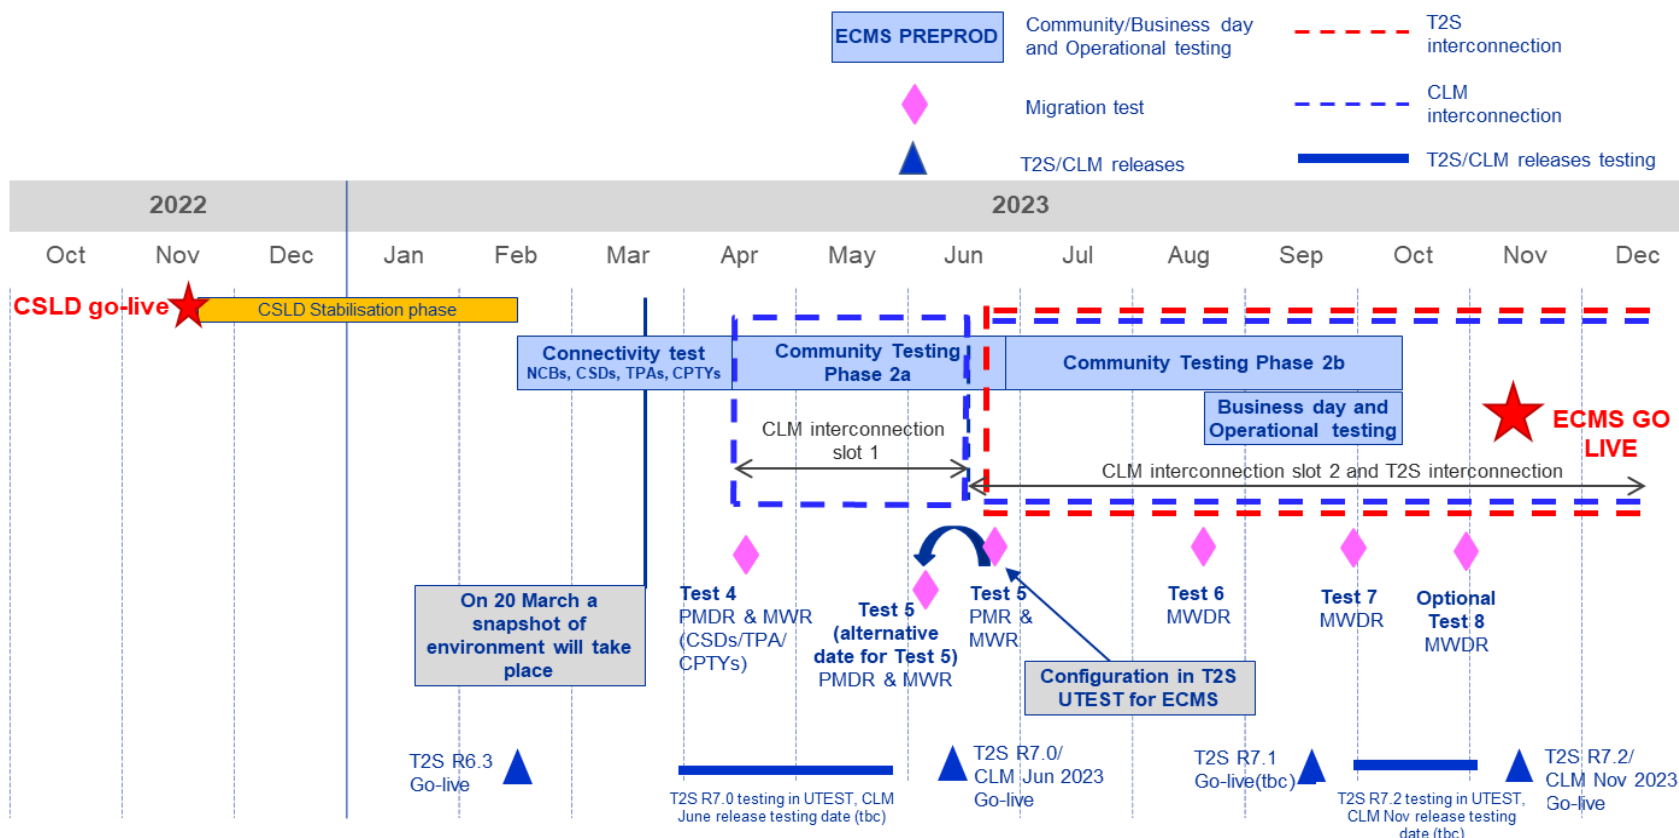 ECMS PREPROD
Community/Business day
and Operational testing
T2S
interconnection
Migration test
CLM
interconnection
T2S/CLM releases
T2S/CLM releases testing
2022
2023
Oct
Nov
Dec
Jan
Feb
Mar
Apr
May
Jun
Jul
Aug
Sep
Oct
Nov
Dec
CSLD go-live
CSLD Stabilisation phase
Connectivity test
NCBs, CSDs, TPAs, CPTYs
Community Testing
Phase 2a
Community Testing Phase 2b
Business day and
Operational testing
ECMS GO
LIVE
CLM interconnection
slot 1
CLM interconnection slot 2 and T2S interconnection
On 20 March a
snapshot of
environment will take
place
Test 4
PMDR & MWR
(CSDs/TPA/
CPTYs)
Test 5
(alternative
date for Test 5)
PMDR & MWR
Test 5
PMR &
MWR
Configuration in T2S
UTEST for ECMS
Test 6
MWDR
Test 7
MWDR
Optional
Test 8
MWDR
T2S R6.3
Go-live
T2S R7.0 testing in UTEST, CLM
June release testing date (tbc)
T2S R7.0/
CLM Jun 2023
Go-live
T2S R7.1
Go-live(tbc)
T2S R7.2 testing in UTEST,
CLM Nov release testing
date (tbc)
T2S R7.2/
CLM Nov 2023
Go-live